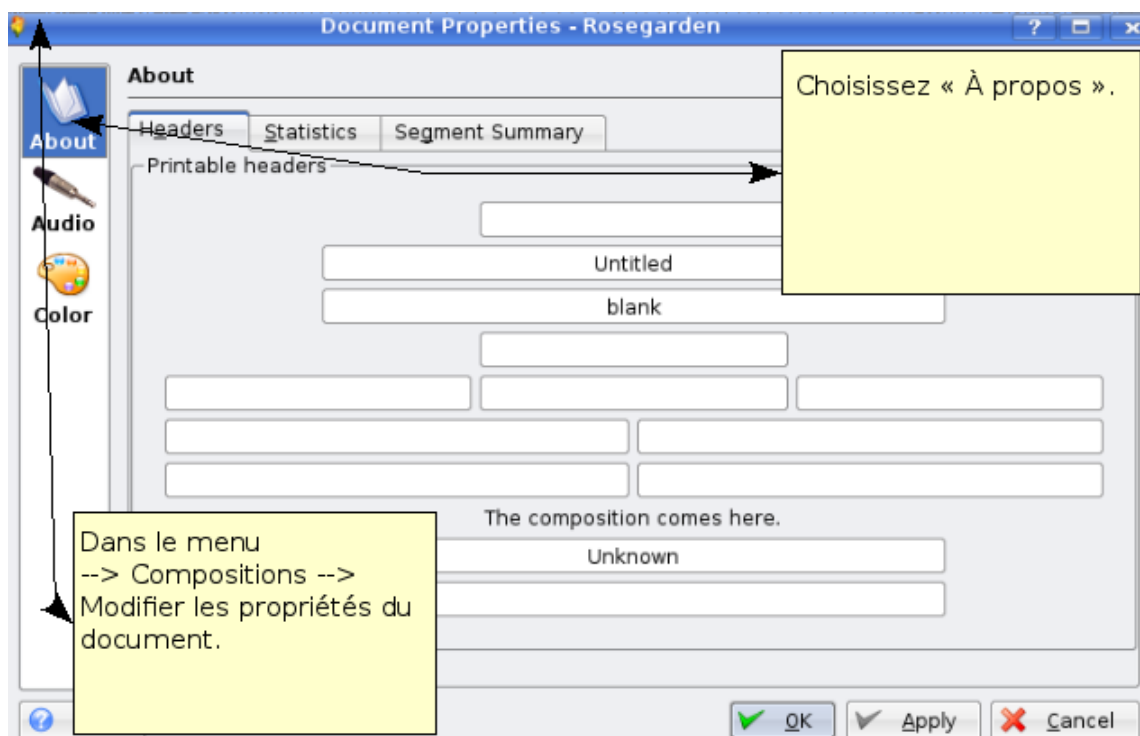 Document Properties - Rosegarden
?
About
Choisissez « À propos ».
About
Headers
Statistics
Segment Summary
Printable headers
Audio
Untitled
Color
blank
The composition comes here.
Unknown
Dans le menu
--> Compositions -->
Modifier les propriétés du
document.
?
OK
Apply
Cancel